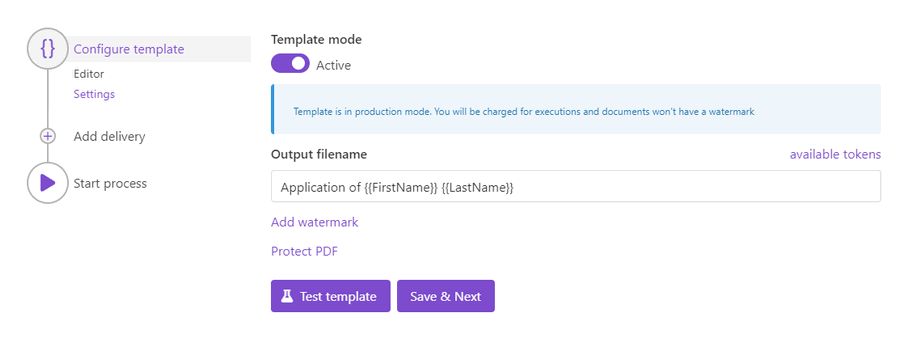 Configure template
Editor
Settings
Add delivery
Start process
Template mode
Active
Template is in production mode. You will be charged for executions and documents won't have a watermark
Output filename
available tokens
Application of {{FirstName}} {{LastName}}
Add watermark
Protect PDF
Test template
Save & Next